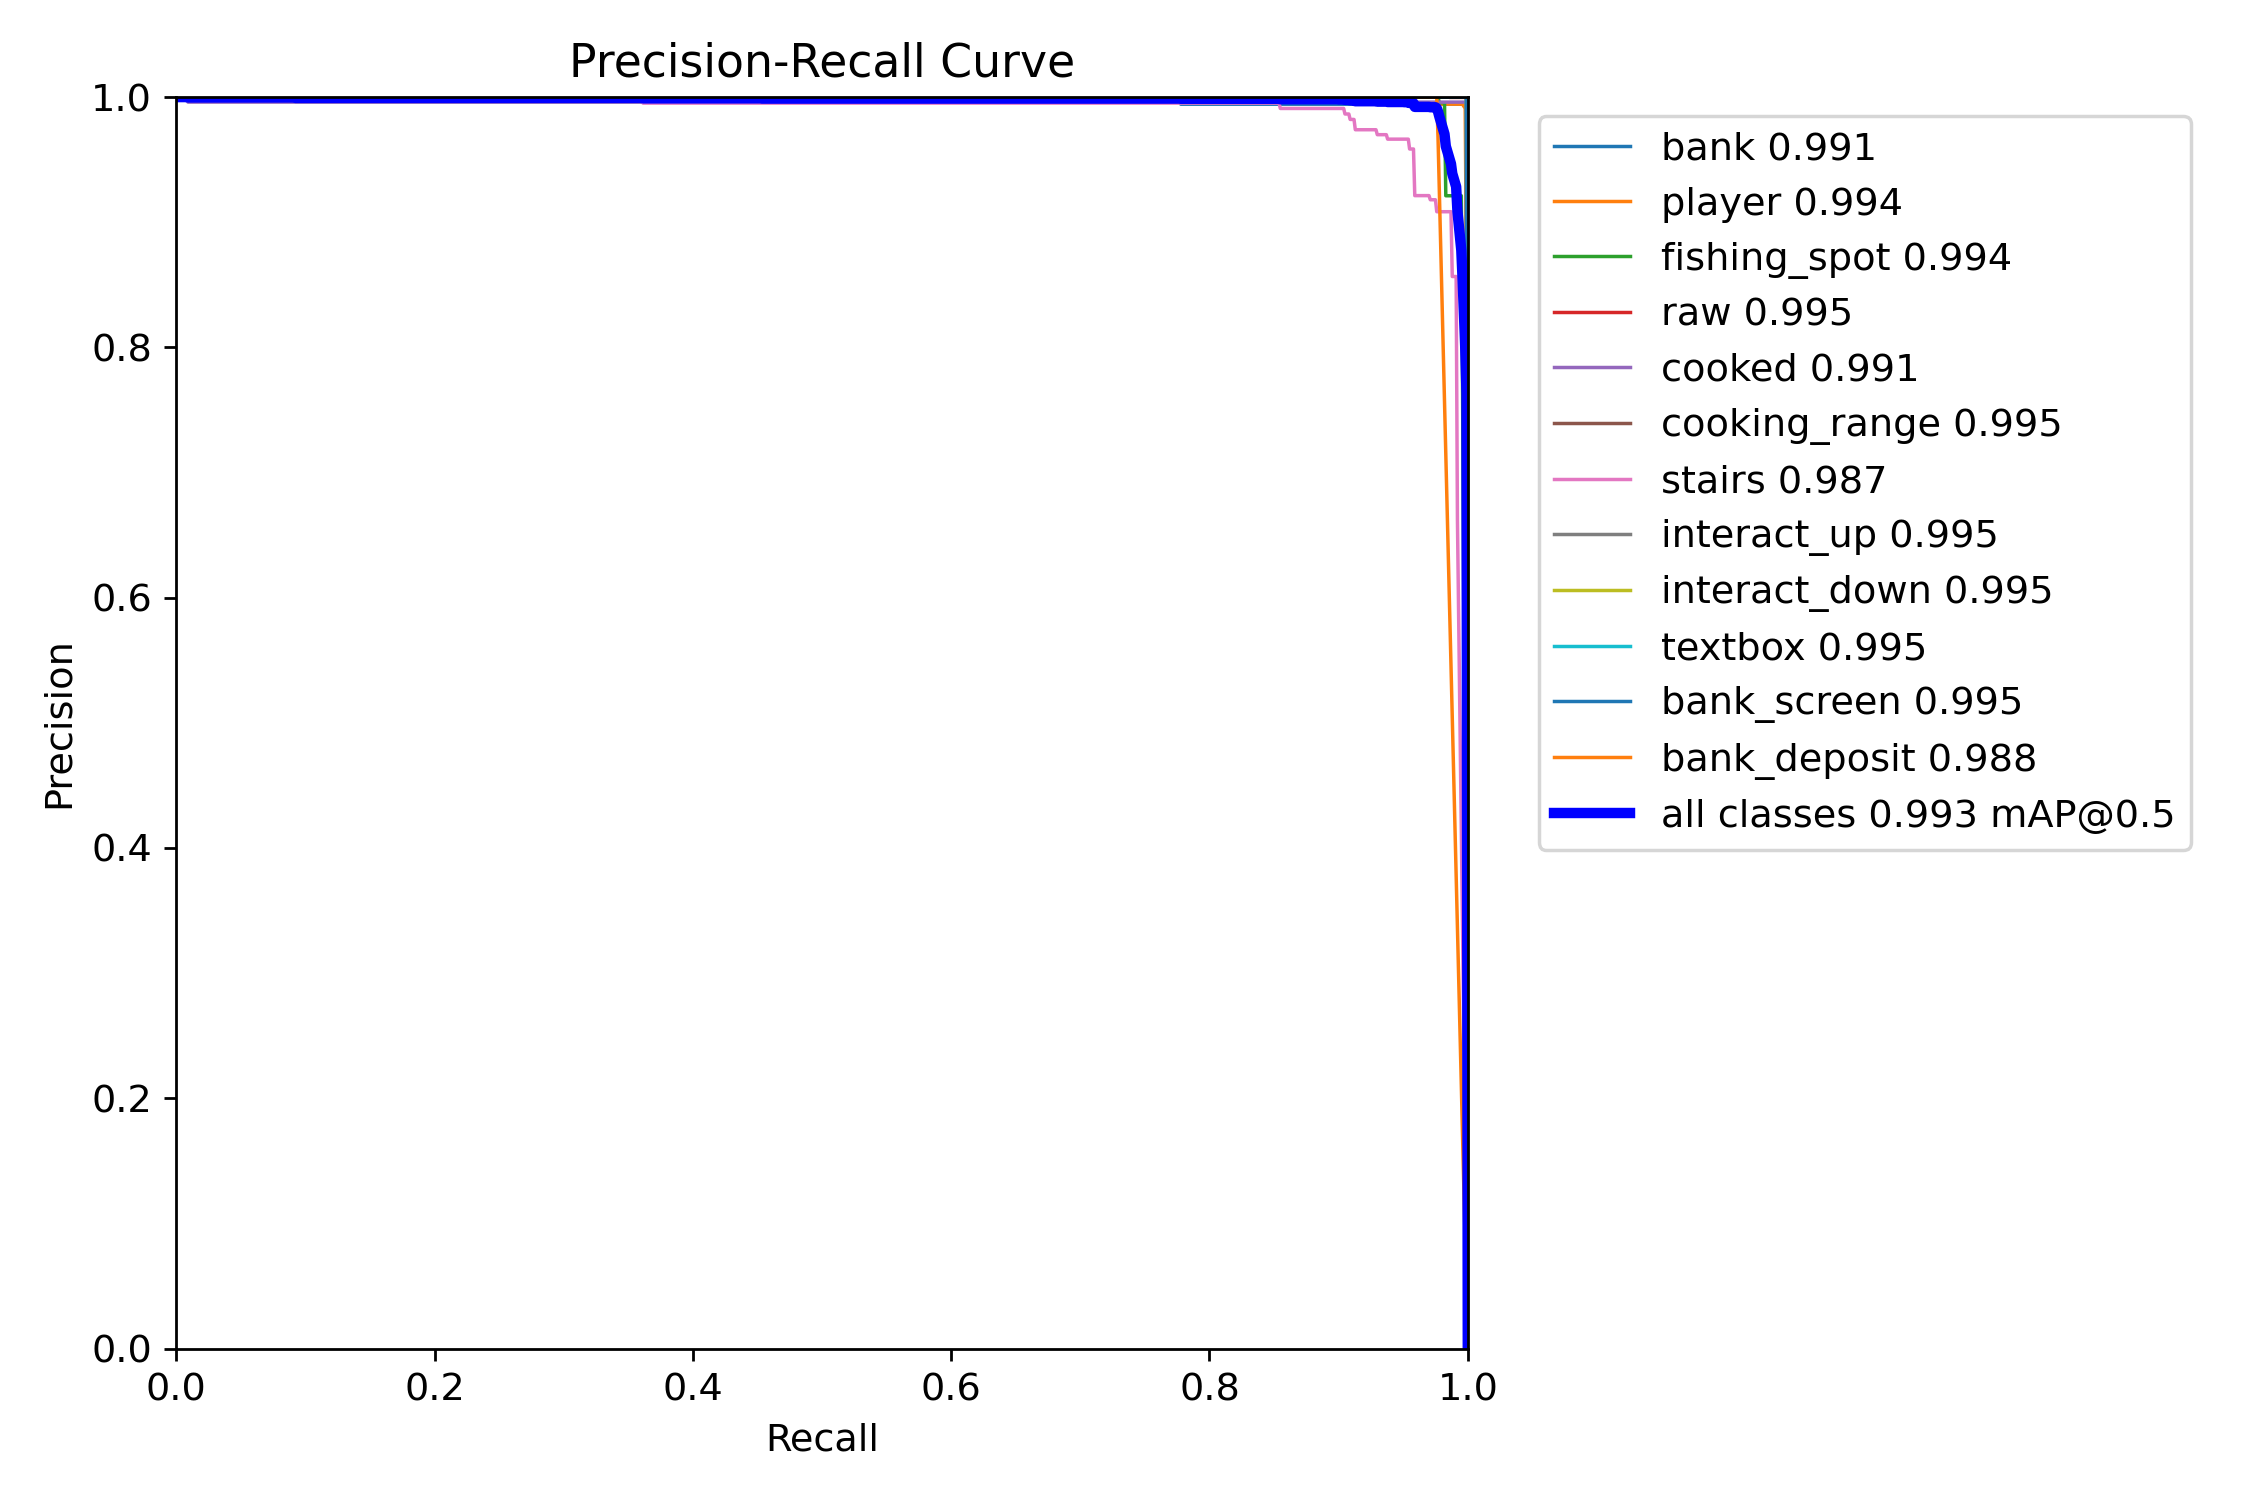 Precision-Recall Curve
1.0
0.8
0.6
0.4
0.2
0.0
Precision
0.0 0.2 0.4 0.6 0.8 1.0
Recall
bank 0.991
player 0.994
fishing_spot 0.994
raw 0.995
cooked 0.991
cooking_range 0.995
stairs 0.987
interact_up 0.995
interact_down 0.995
textbox 0.995
bank_screen 0.995
bank_deposit 0.988
all classes 0.993 mAP@0.5